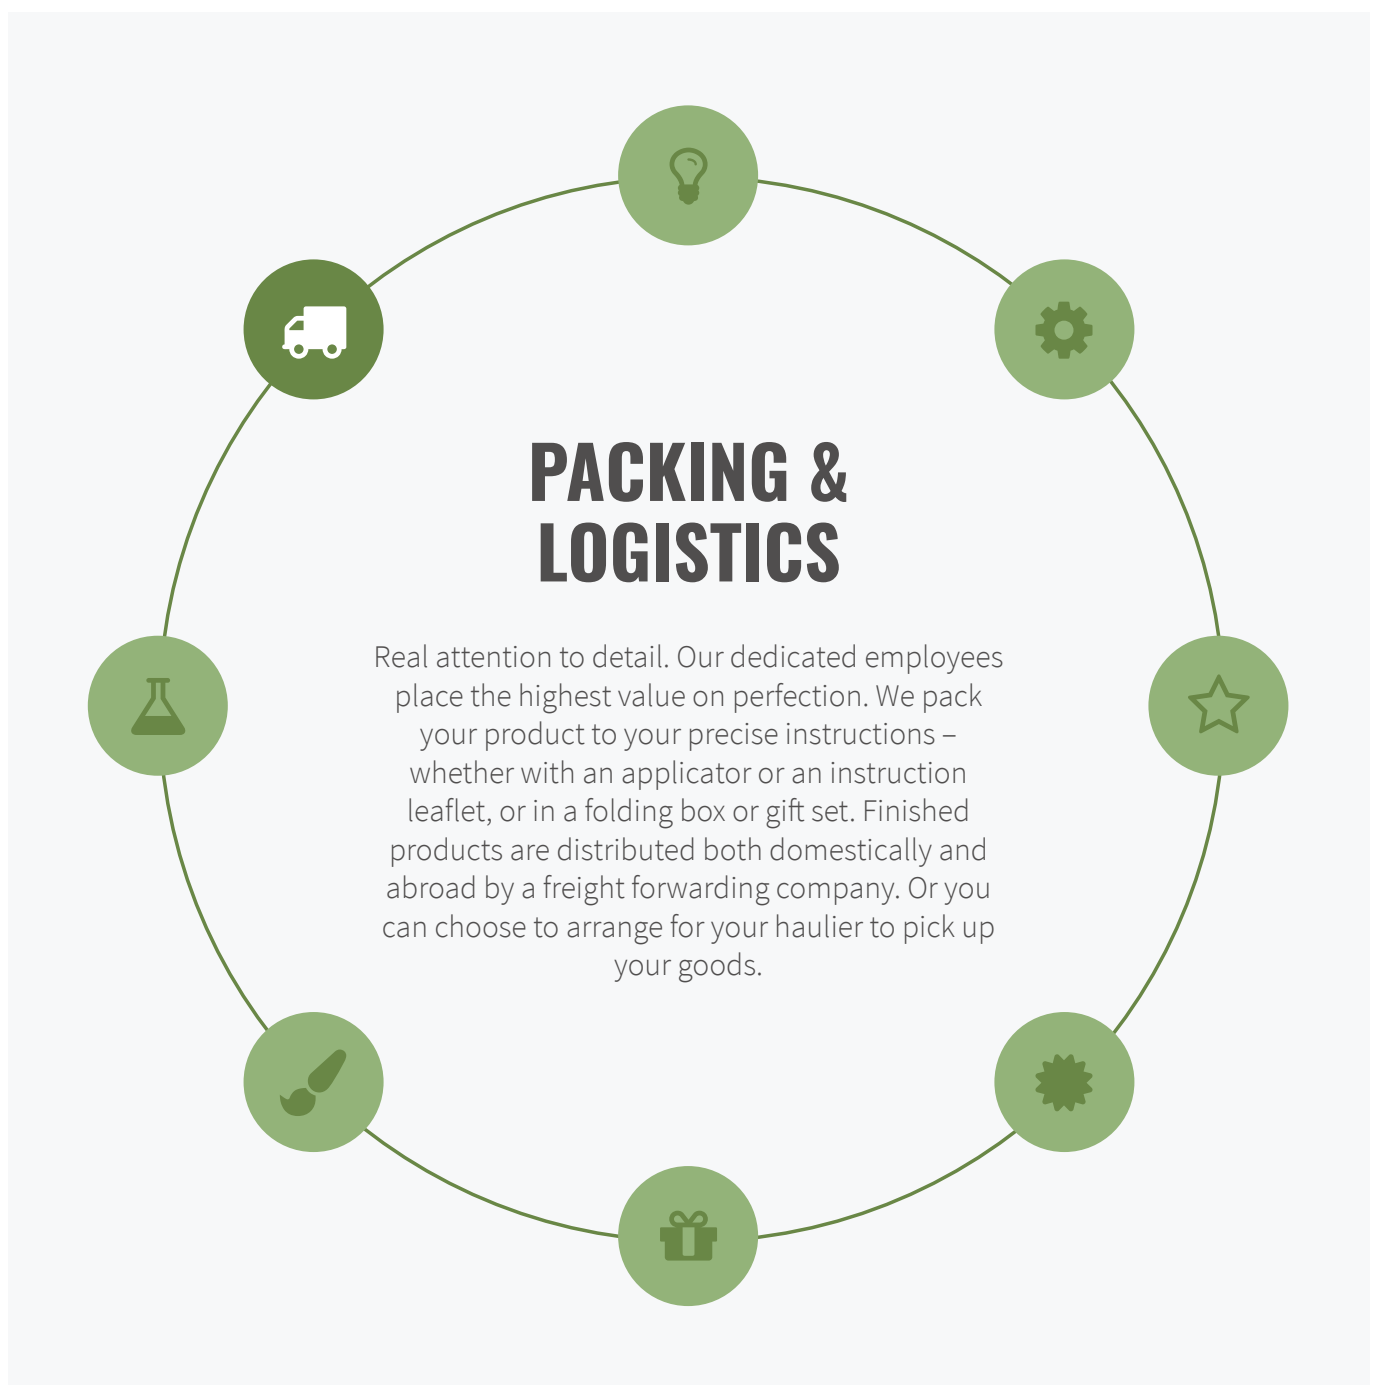 PACKING &
LOGISTICS
Real attention to detail. Our dedicated employees
place the highest value on perfection. We pack
your product to your precise instructions –
whether with an applicator or an instruction
leaflet, or in a folding box or gift set. Finished
products are distributed both domestically and
abroad by a freight forwarding company. Or you
can choose to arrange for your haulier to pick up
your goods.